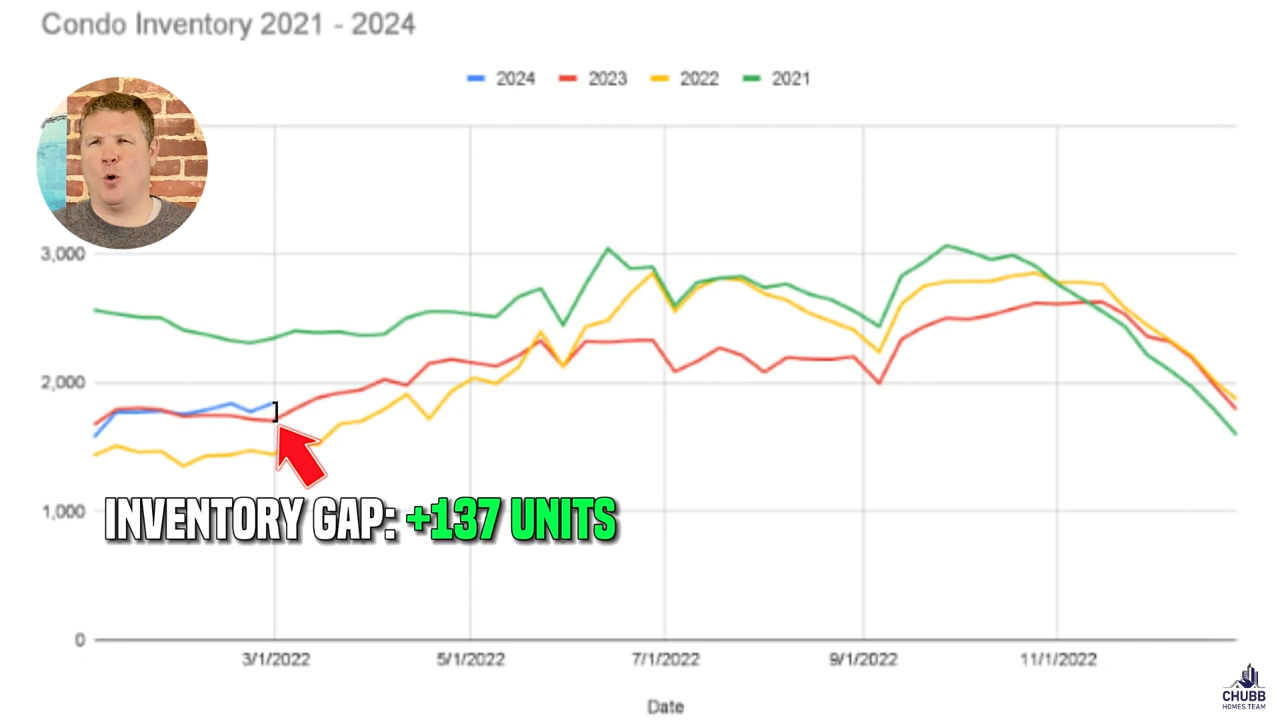 Condo Inventory 2021 - 2024
2024 2023 2022 2021
3,000
2,000
1,000
INVENTORY GAP: +137 UNITS
0
3/1/2022 5/1/2022 7/1/2022 9/1/2022 11/1/2022
Date
CHUBB
HOMES TEAM